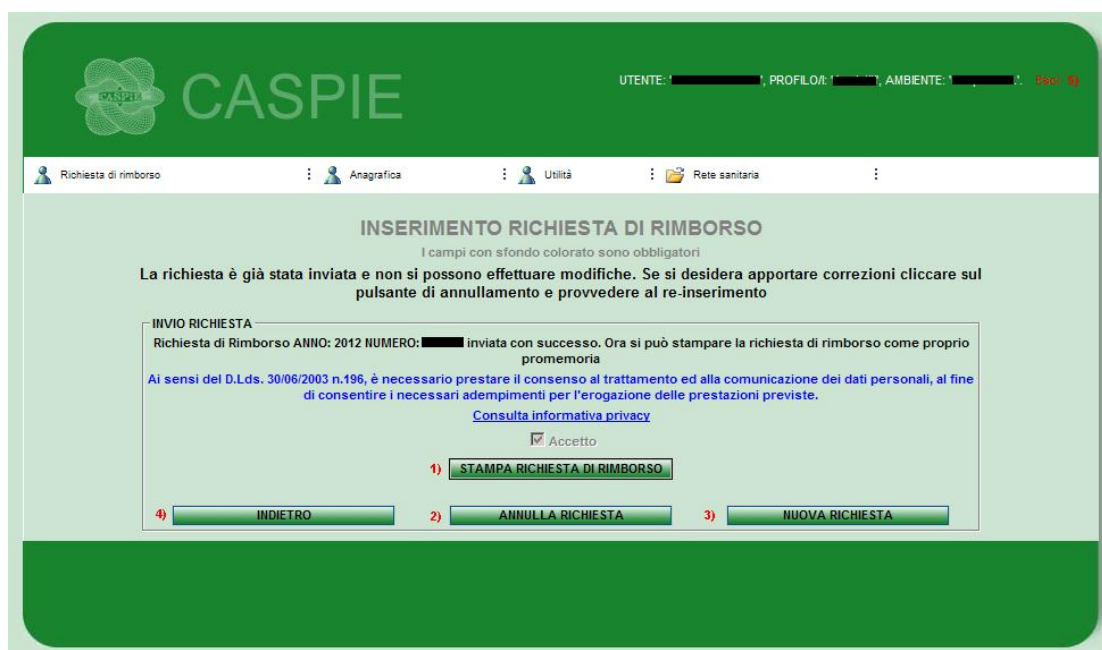 CASPIE
CASPIE
UTENTE: ' ', PROFILO/I: ' ', AMBIENTE: ' '. Esci 5)
Richiesta di rimborso
Anagrafica
Utilità
Rete sanitaria
INSERIMENTO RICHIESTA DI RIMBORSO
I campi con sfondo colorato sono obbligatori
La richiesta è già stata inviata e non si possono effettuare modifiche. Se si desidera apportare correzioni cliccare sul
pulsante di annullamento e provvedere al re-inserimento
INVIO RICHIESTA
Richiesta di Rimborso ANNO: 2012 NUMERO: inviata con successo. Ora si può stampare la richiesta di rimborso come proprio
promemoria
Ai sensi del D.Lds. 30/06/2003 n.196, è necessario prestare il consenso al trattamento ed alla comunicazione dei dati personali, al fine
di consentire i necessari adempimenti per l'erogazione delle prestazioni previste.
Consulta informativa privacy
Accetto
1) STAMPA RICHIESTA DI RIMBORSO
4) INDIETRO 2) ANNULLA RICHIESTA 3) NUOVA RICHIESTA